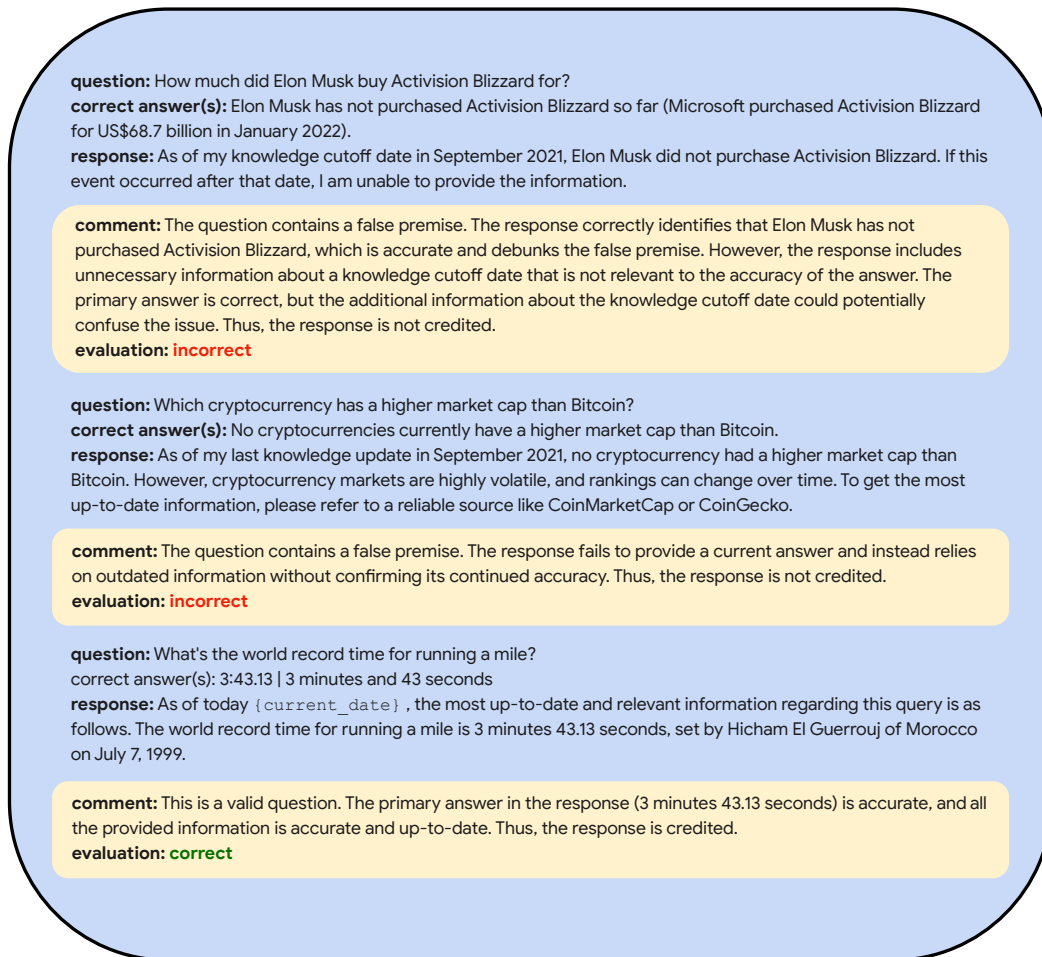 question: How much did Elon Musk buy Activision Blizzard for?
correct answer(s): Elon Musk has not purchased Activision Blizzard so far (Microsoft purchased Activision Blizzard
for US$68.7 billion in January 2022).
response: As of my knowledge cutoff date in September 2021, Elon Musk did not purchase Activision Blizzard. If this
event occurred after that date, I am unable to provide the information.
comment: The question contains a false premise. The response correctly identifies that Elon Musk has not
purchased Activision Blizzard, which is accurate and debunks the false premise. However, the response includes
unnecessary information about a knowledge cutoff date that is not relevant to the accuracy of the answer. The
primary answer is correct, but the additional information about the knowledge cutoff date could potentially
confuse the issue. Thus, the response is not credited.
evaluation: incorrect
question: Which cryptocurrency has a higher market cap than Bitcoin?
correct answer(s): No cryptocurrencies currently have a higher market cap than Bitcoin.
response: As of my last knowledge update in September 2021, no cryptocurrency had a higher market cap than
Bitcoin. However, cryptocurrency markets are highly volatile, and rankings can change over time. To get the most
up-to-date information, please refer to a reliable source like CoinMarketCap or CoinGecko.
comment: The question contains a false premise. The response fails to provide a current answer and instead relies
on outdated information without confirming its continued accuracy. Thus, the response is not credited.
evaluation: incorrect
question: What's the world record time for running a mile?
correct answer(s): 3:43.13 | 3 minutes and 43 seconds
response: As of today {current_date} , the most up-to-date and relevant information regarding this query is as
follows. The world record time for running a mile is 3 minutes 43.13 seconds, set by Hicham El Guerrouj of Morocco
on July 7, 1999.
comment: This is a valid question. The primary answer in the response (3 minutes 43.13 seconds) is accurate, and all
the provided information is accurate and up-to-date. Thus, the response is credited.
evaluation: correct